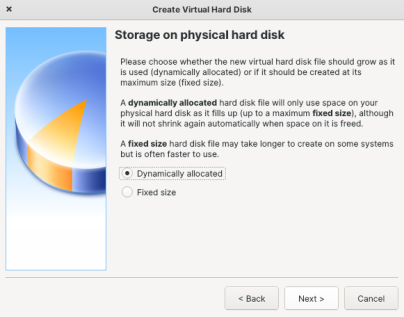 Create Virtual Hard Disk
Storage on physical hard disk
Please choose whether the new virtual hard disk file should grow as it
is used (dynamically allocated) or if it should be created at its
maximum size (fixed size).
A dynamically allocated hard disk file will only use space on your
physical hard disk as it fills up (up to a maximum fixed size), although
it will not shrink again automatically when space on it is freed.
A fixed size hard disk file may take longer to create on some systems
but is often faster to use.
Dynamically allocated
Fixed size
< Back
Next >
Cancel